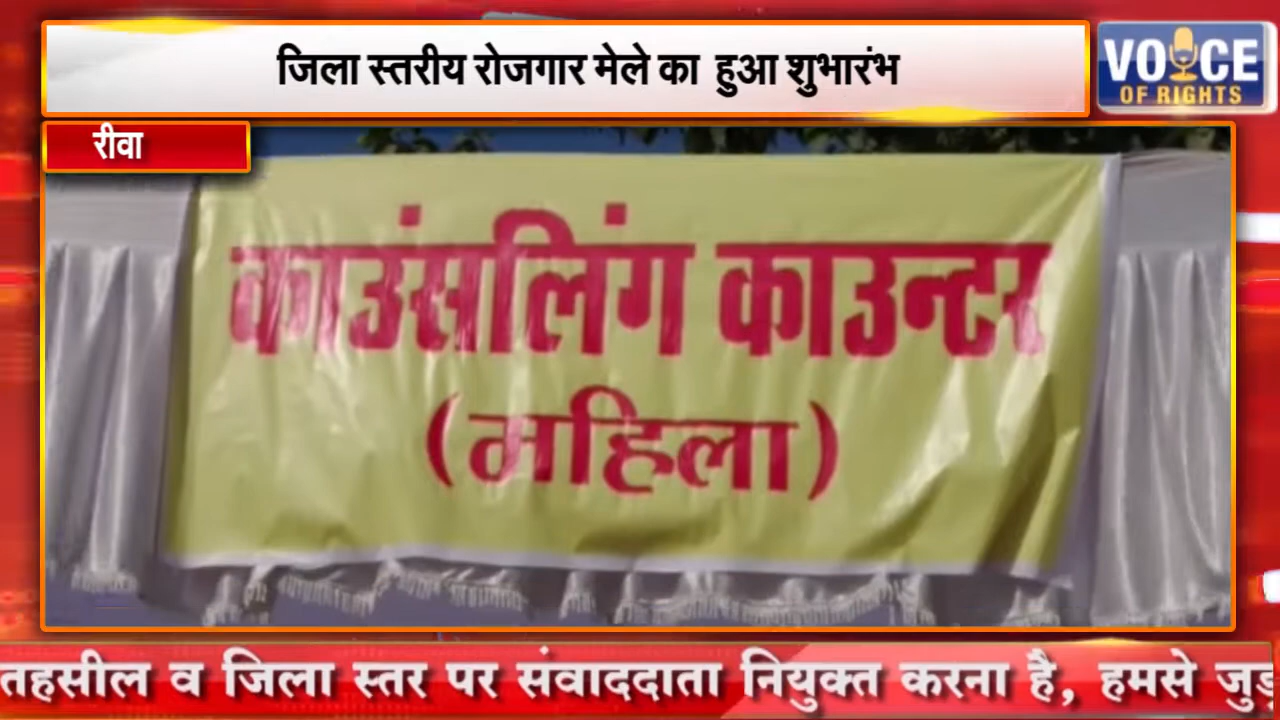 जिला स्तरीय रोजगार मेले का हुआ शुभारंभ
VOICE
OF RIGHTS
रीवा
काउंसलिंग काउन्टर
(महिला)
तहसील व जिला स्तर पर संवाददाता नियुक्त करना है, हमसे